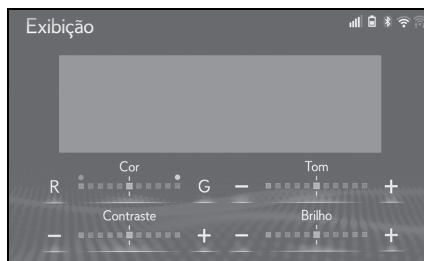 Exibição
Cor Tom
R G − +
Contraste Brilho
− + − +